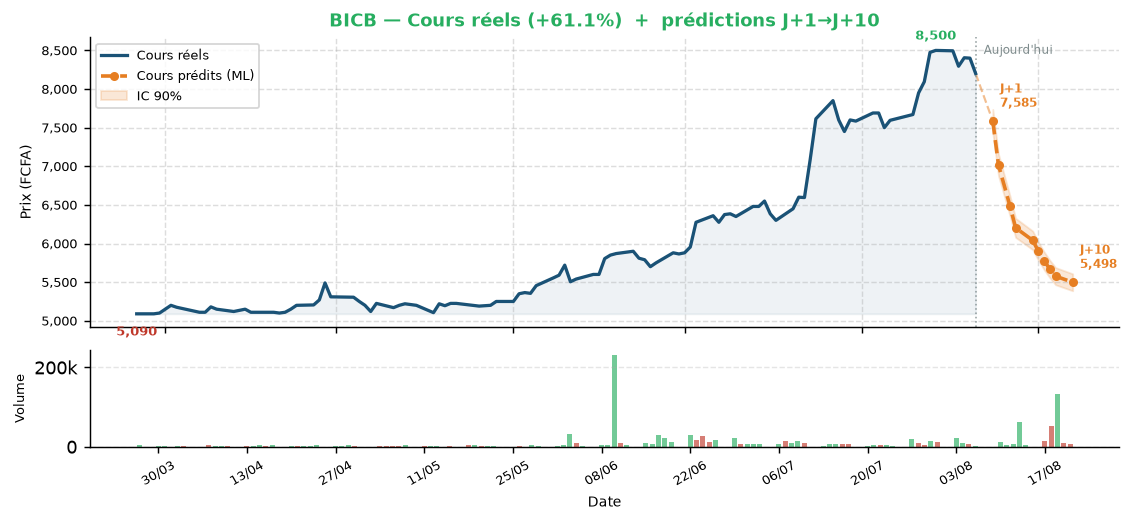 BICB — Cours réels (+61.1%)  +  prédictions J+1→J+10
Cours réels
Cours prédits (ML)
IC 90%
8,500
Aujourd'hui
J+1
7,585
J+10
5,498
5,090
Prix (FCFA)
8,500
8,000
7,500
7,000
6,500
6,000
5,500
5,000
Volume
200k
0
30/03
13/04
27/04
11/05
25/05
08/06
22/06
06/07
20/07
03/08
17/08
Date